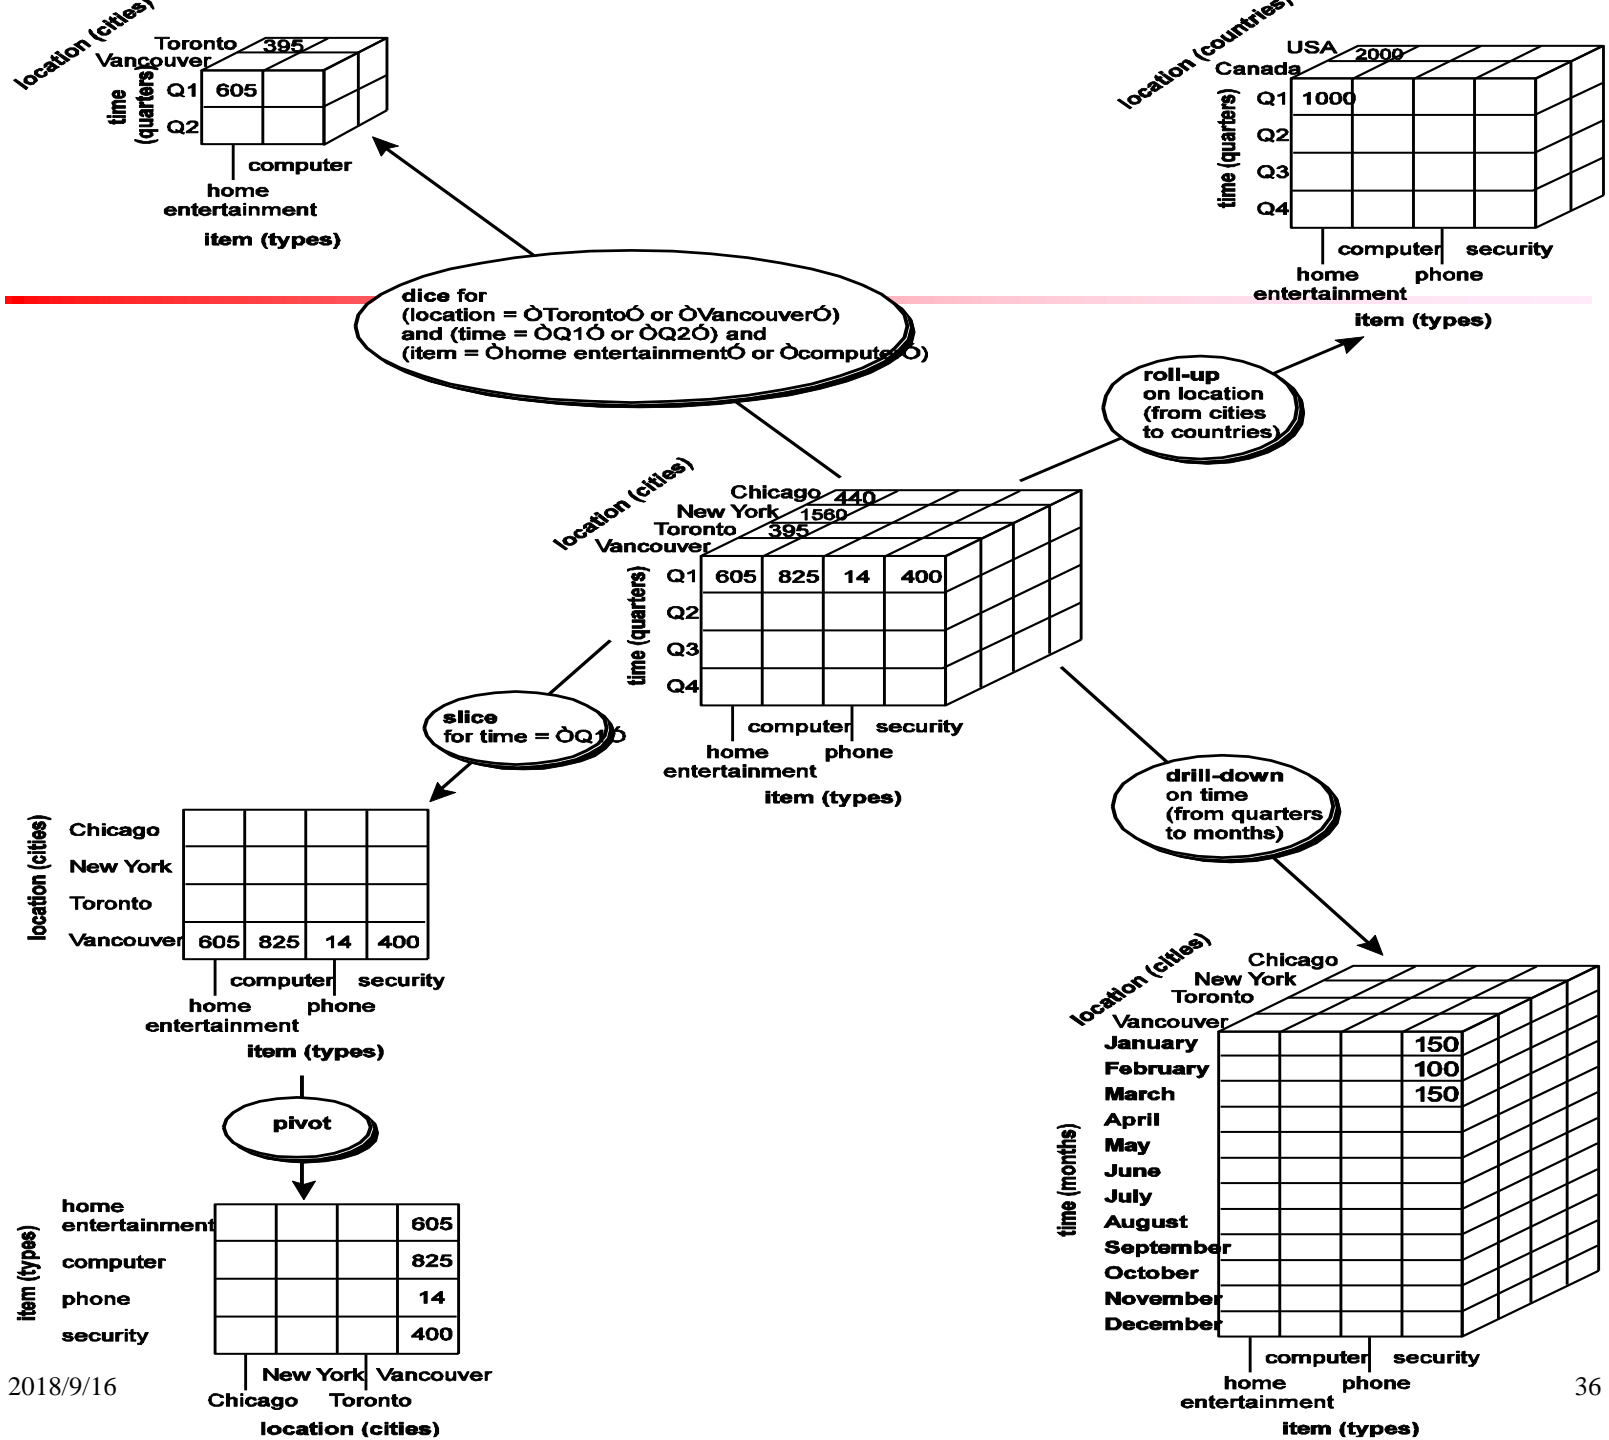 location (cities)
Toronto 395
Vancouver
time
(quarters)
Q1 605
Q2
computer
home
entertainment
item (types)
location (countries)
USA 2000
Canada
time (quarters)
Q1 1000
Q2
Q3
Q4
computer security
home phone
entertainment
item (types)
dice for
(location = ÒTorontoÓ or ÒVancouverÓ)
and (time = ÒQ1Ó or ÒQ2Ó) and
(item = Òhome entertainmentÓ or ÒcomputerÓ)
roll-up
on location
(from cities
to countries)
location (cities)
Chicago 440
New York 1560
Toronto 395
Vancouver
time (quarters)
Q1 605 825 14 400
Q2
Q3
Q4
computer security
home phone
entertainment
item (types)
slice
for time = ÒQ1Ó
drill-down
on time
(from quarters
to months)
location (cities)
Chicago
New York
Toronto
Vancouver 605 825 14 400
computer security
home phone
entertainment
item (types)
pivot
item (types)
home
entertainment 605
computer 825
phone 14
security 400
New York Vancouver
Chicago Toronto
location (cities)
location (cities)
Chicago
New York
Toronto
Vancouver
time (months)
January 150
February 100
March 150
April
May
June
July
August
September
October
November
December
computer security
home phone
entertainment
item (types)
2018/9/16
36